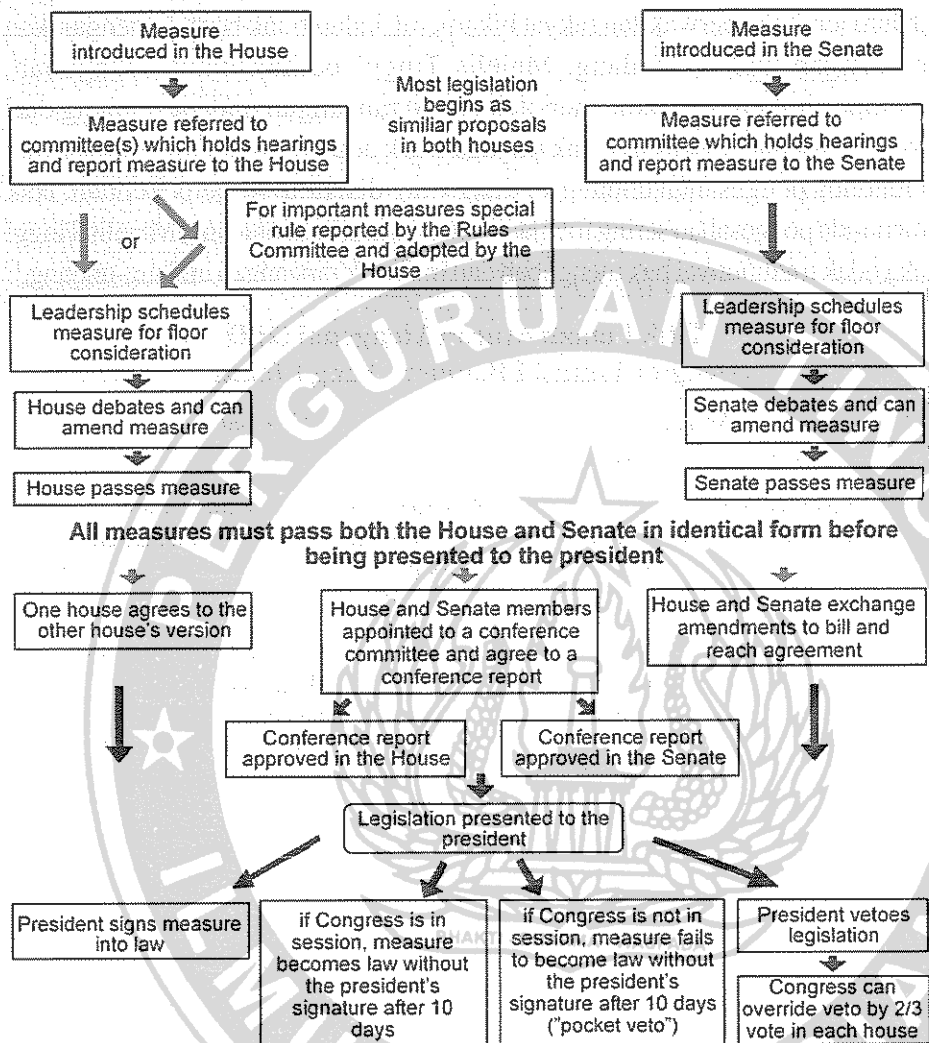 Measure
introduced in the House
Measure
introduced in the Senate
Most legislation
begins as
similiar proposals
in both houses
Measure referred to
committee(s) which holds hearings
and report measure to the House
Measure referred to
committee which holds hearings
and report measure to the Senate
or
For important measures special
rule reported by the Rules
Committee and adopted by the
House
Leadership schedules
measure for floor
consideration
Leadership schedules
measure for floor
consideration
House debates and can
amend measure
Senate debates and can
amend measure
House passes measure
Senate passes measure
All measures must pass both the House and Senate in identical form before
being presented to the president
One house agrees to the
other house's version
House and Senate members
appointed to a conference
committee and agree to a
conference report
House and Senate exchange
amendments to bill and
reach agreement
Conference report
approved in the House
Conference report
approved in the Senate
Legislation presented to the
president
President signs measure
into law
if Congress is in
session, measure
becomes law without
the president's
signature after 10
days
if Congress is not in
session, measure fails
to become law without
the president's
signature after 10 days
("pocket veto")
President vetoes
legislation
Congress can
override veto by 2/3
vote in each house
PERGURUAN